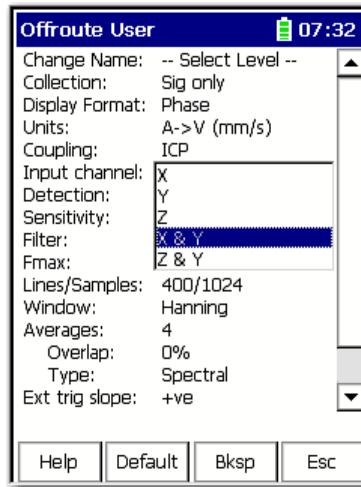 Offroute User 07:32
Change Name: -- Select Level --
Collection: Sig only
Display Format: Phase
Units: A->V (mm/s)
Coupling: ICP
Input channel: X
Detection: Y
Sensitivity: Z
Filter: X & Y
Fmax: Z & Y
Lines/Samples: 400/1024
Window: Hanning
Averages: 4
Overlap: 0%
Type: Spectral
Ext trig slope: +ve
Help Default Bksp Esc